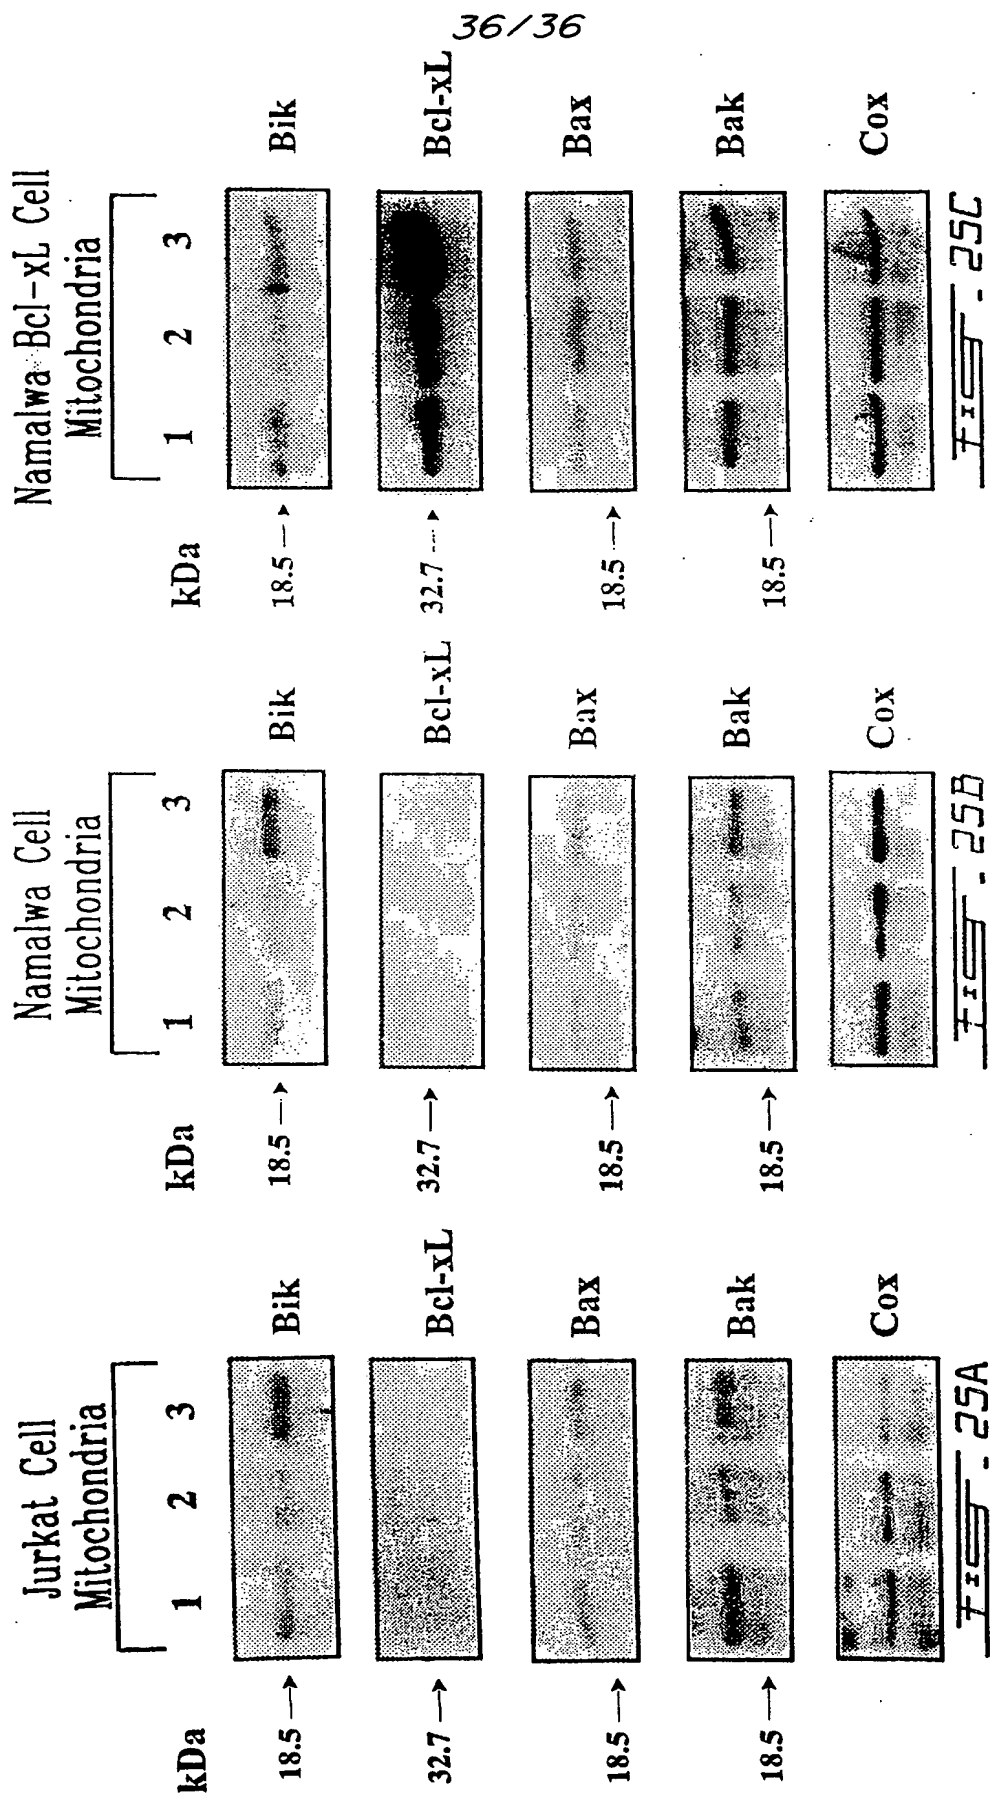 36/36
Jurkat Cell
Mitochondria
kDa
1 2 3
18.5 Bik
32.7 Bcl-xL
18.5 Bax
18.5 Bak
Cox
FIG. 25A
Namalwa Cell
Mitochondria
kDa
1 2 3
18.5 Bik
32.7 Bcl-xL
18.5 Bax
18.5 Bak
Cox
FIG. 25B
Namalwa Bcl-xL Cell
Mitochondria
kDa
1 2 3
18.5 Bik
32.7 Bcl-xL
18.5 Bax
18.5 Bak
Cox
FIG. 25C